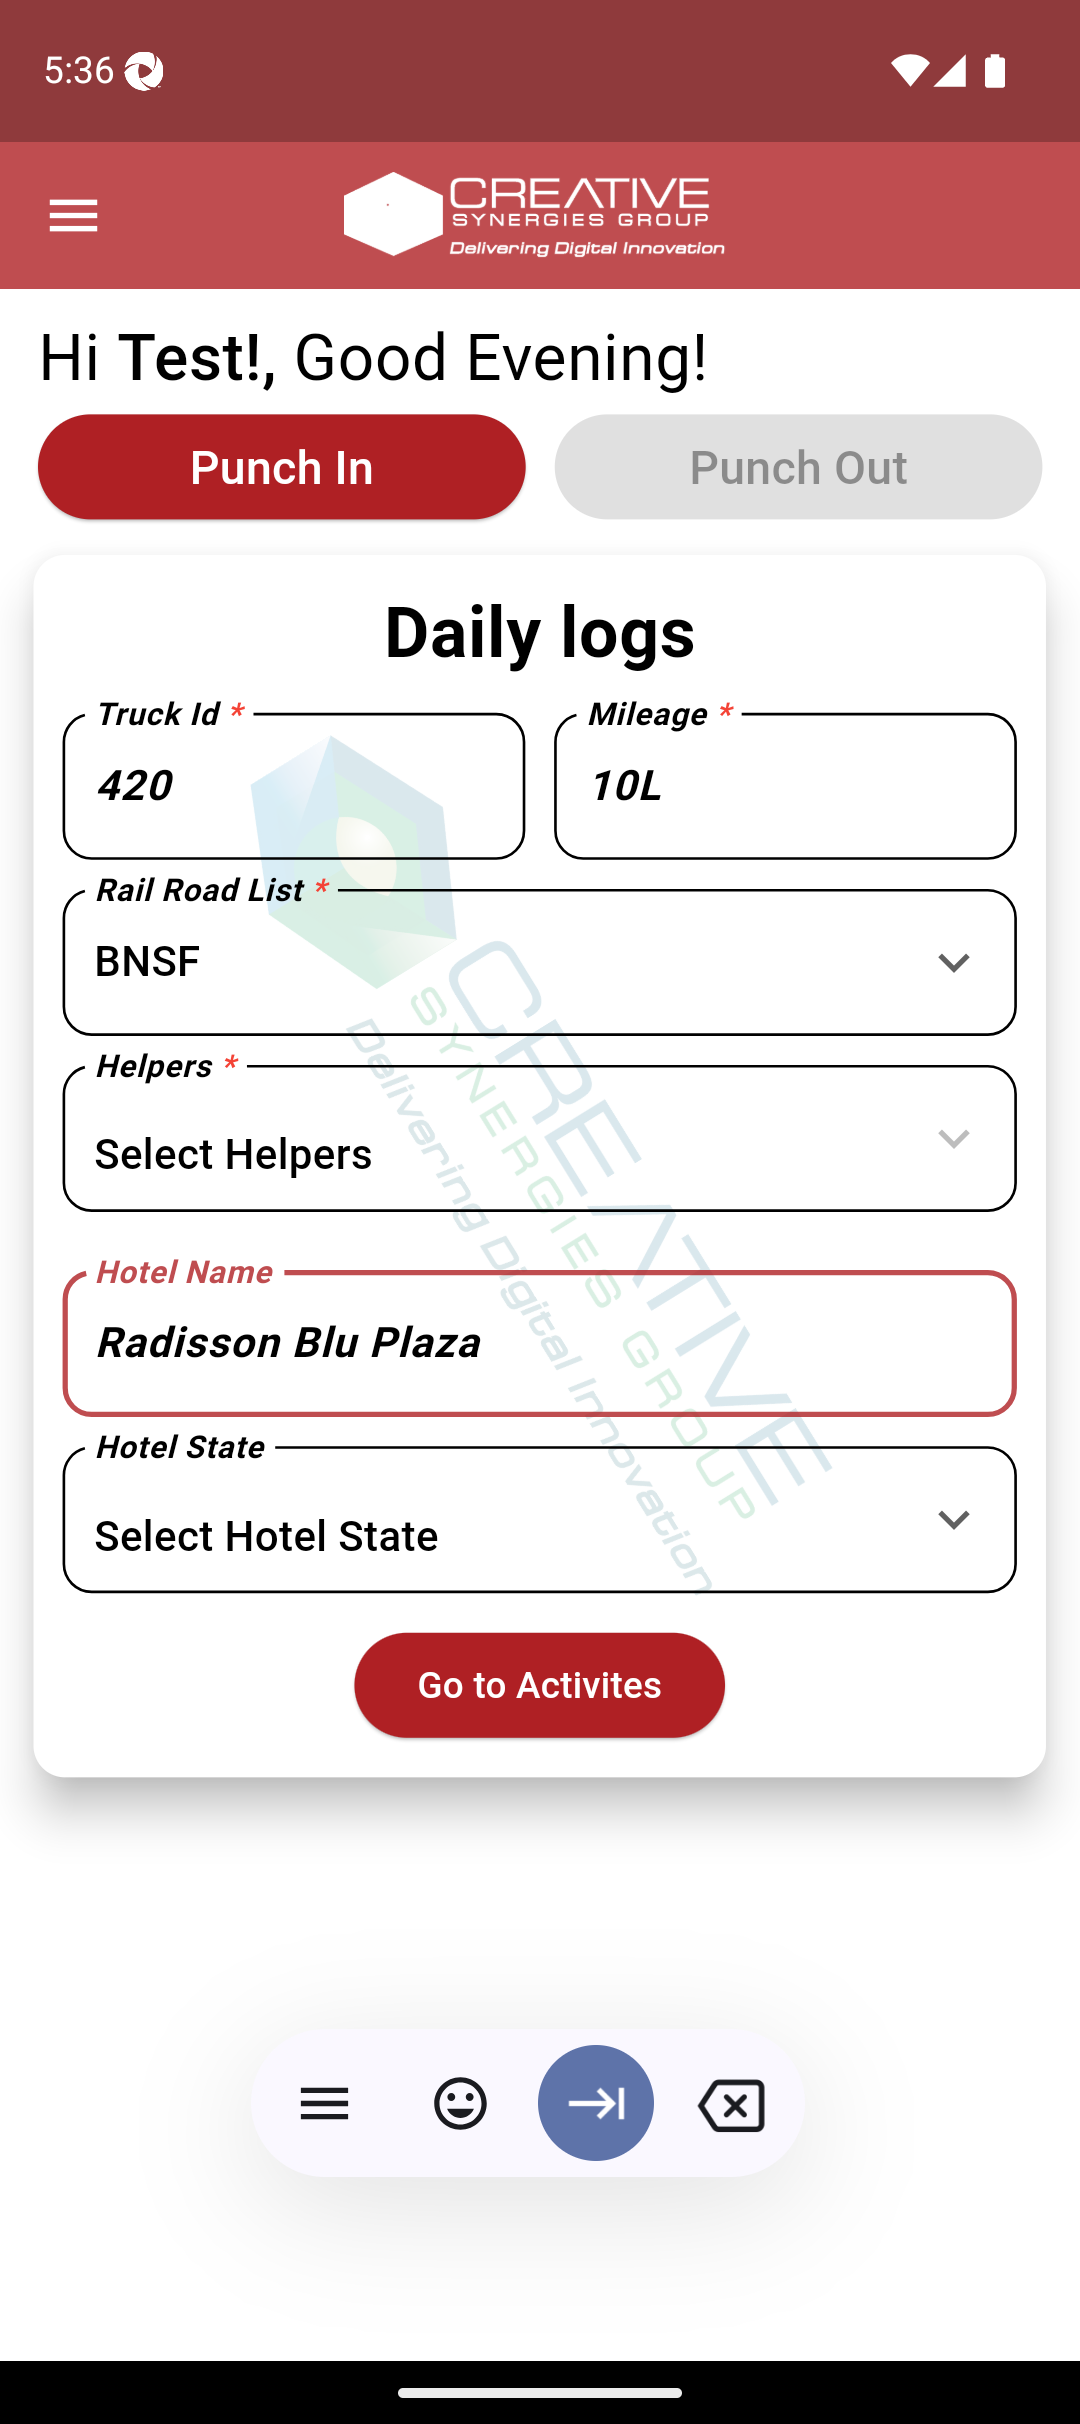 5:36
CREATIVE
SYNERGIES GROUP
Delivering Digital Innovation
Hi Test!, Good Evening!
Punch In
Punch Out
Daily logs
Truck Id *
Mileage *
420
10L
Rail Road List *
BNSF
Helpers *
Select Helpers
Hotel Name
Radisson Blu Plaza
Hotel State
Select Hotel State
Go to Activites
CREATIVE
SYNERGIES GROUP
Delivering Digital Innovation